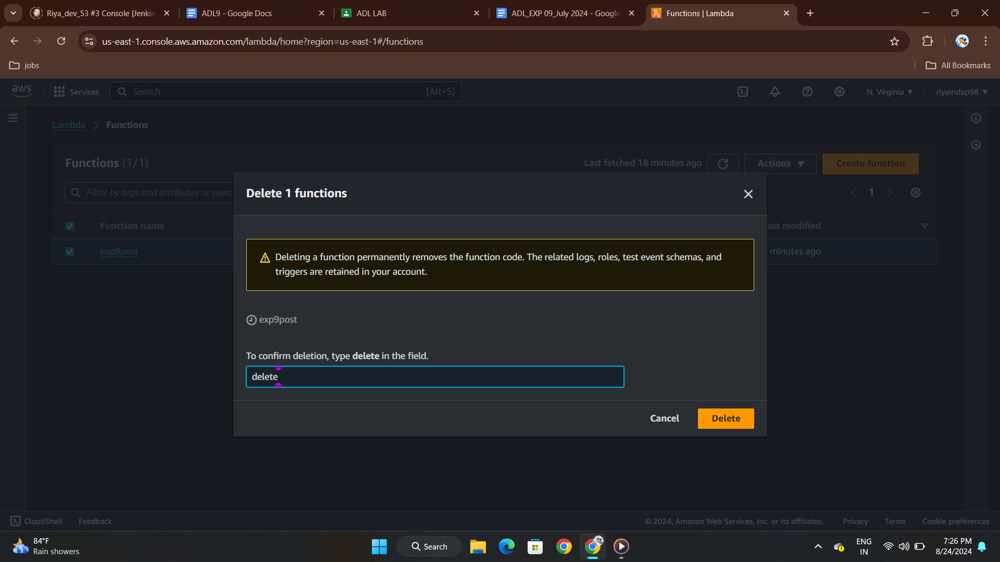 Riya_dev_53 #3 Console [Jenkin
ADL9 - Google Docs
ADL LAB
ADL_EXP 09_July 2024 - Google
Functions | Lambda
us-east-1.console.aws.amazon.com/lambda/home?region=us-east-1#/functions
jobs
All Bookmarks
aws
Services
Search
[Alt+S]
N. Virginia
riyaindap98
Lambda
Functions
Functions (1/1)
Last fetched 18 minutes ago
Actions
Create function
Filter by tags and attributes or searc
1
Function name
ast modified
exp9post
minutes ago
Delete 1 functions
Deleting a function permanently removes the function code. The related logs, roles, test event schemas, and
triggers are retained in your account.
exp9post
To confirm deletion, type delete in the field.
delete
Cancel
Delete
CloudShell
Feedback
© 2024, Amazon Web Services, Inc. or its affiliates.
Privacy
Terms
Cookie preferences
84°F
Rain showers
Search
ENG
IN
7:26 PM
8/24/2024